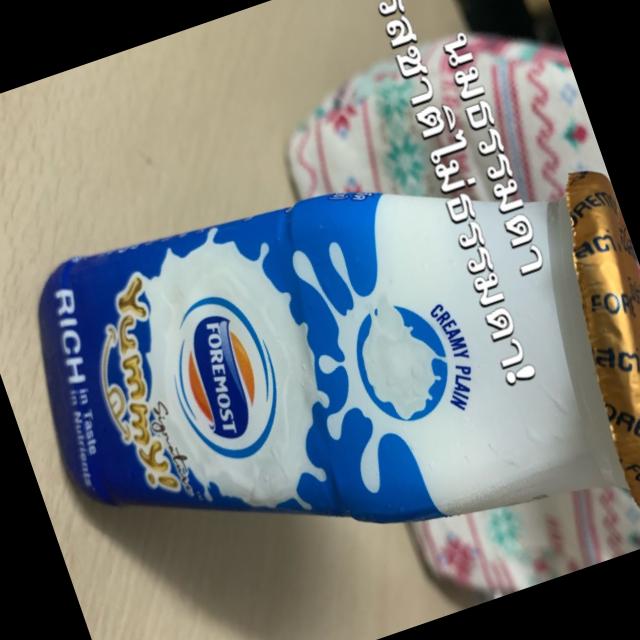 นมธรรมดา
รสชาติไม่ธรรมดา!
CREAMY PLAIN
FOREMOST
Yummy!
RICH in Taste
in Nutrients